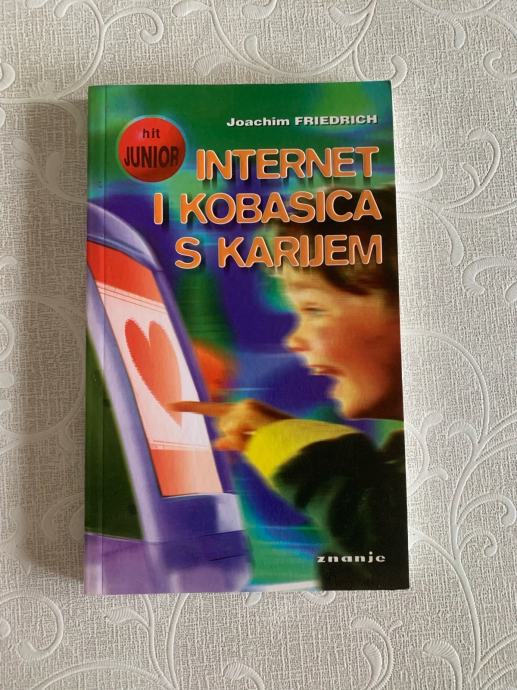 Joachim FRIEDRICH
hit
JUNIOR
INTERNET
I KOBASICA
S KARIJEM
znanje